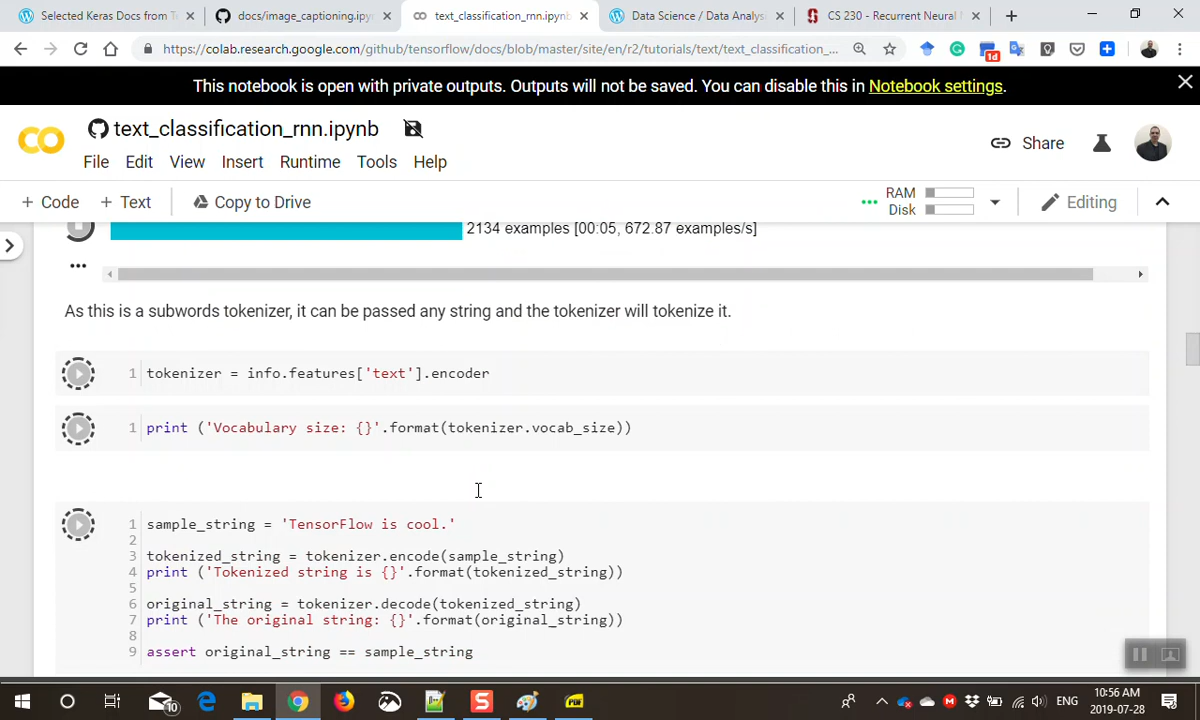 Selected Keras Docs from T
docs/image_captioning.ipy
text_classification_rnn.ipynb
Data Science / Data Analys
CS 230 - Recurrent Neural
https://colab.research.google.com/github/tensorflow/docs/blob/master/site/en/r2/tutorials/text/text_classification_...
1d
This notebook is open with private outputs. Outputs will not be saved. You can disable this in Notebook settings.
text_classification_rnn.ipynb
Share
File Edit View Insert Runtime Tools Help
+ Code + Text Copy to Drive
RAM
Disk
Editing
2134 examples [00:05, 672.87 examples/s]
As this is a subwords tokenizer, it can be passed any string and the tokenizer will tokenize it.
1 tokenizer = info.features['text'].encoder
1 print ('Vocabulary size: {}'.format(tokenizer.vocab_size))
1 sample_string = 'TensorFlow is cool.'
2
3 tokenized_string = tokenizer.encode(sample_string)
4 print ('Tokenized string is {}'.format(tokenized_string))
5
6 original_string = tokenizer.decode(tokenized_string)
7 print ('The original string: {}'.format(original_string))
8
9 assert original_string == sample_string
10
ENG
10:56 AM
2019-07-28